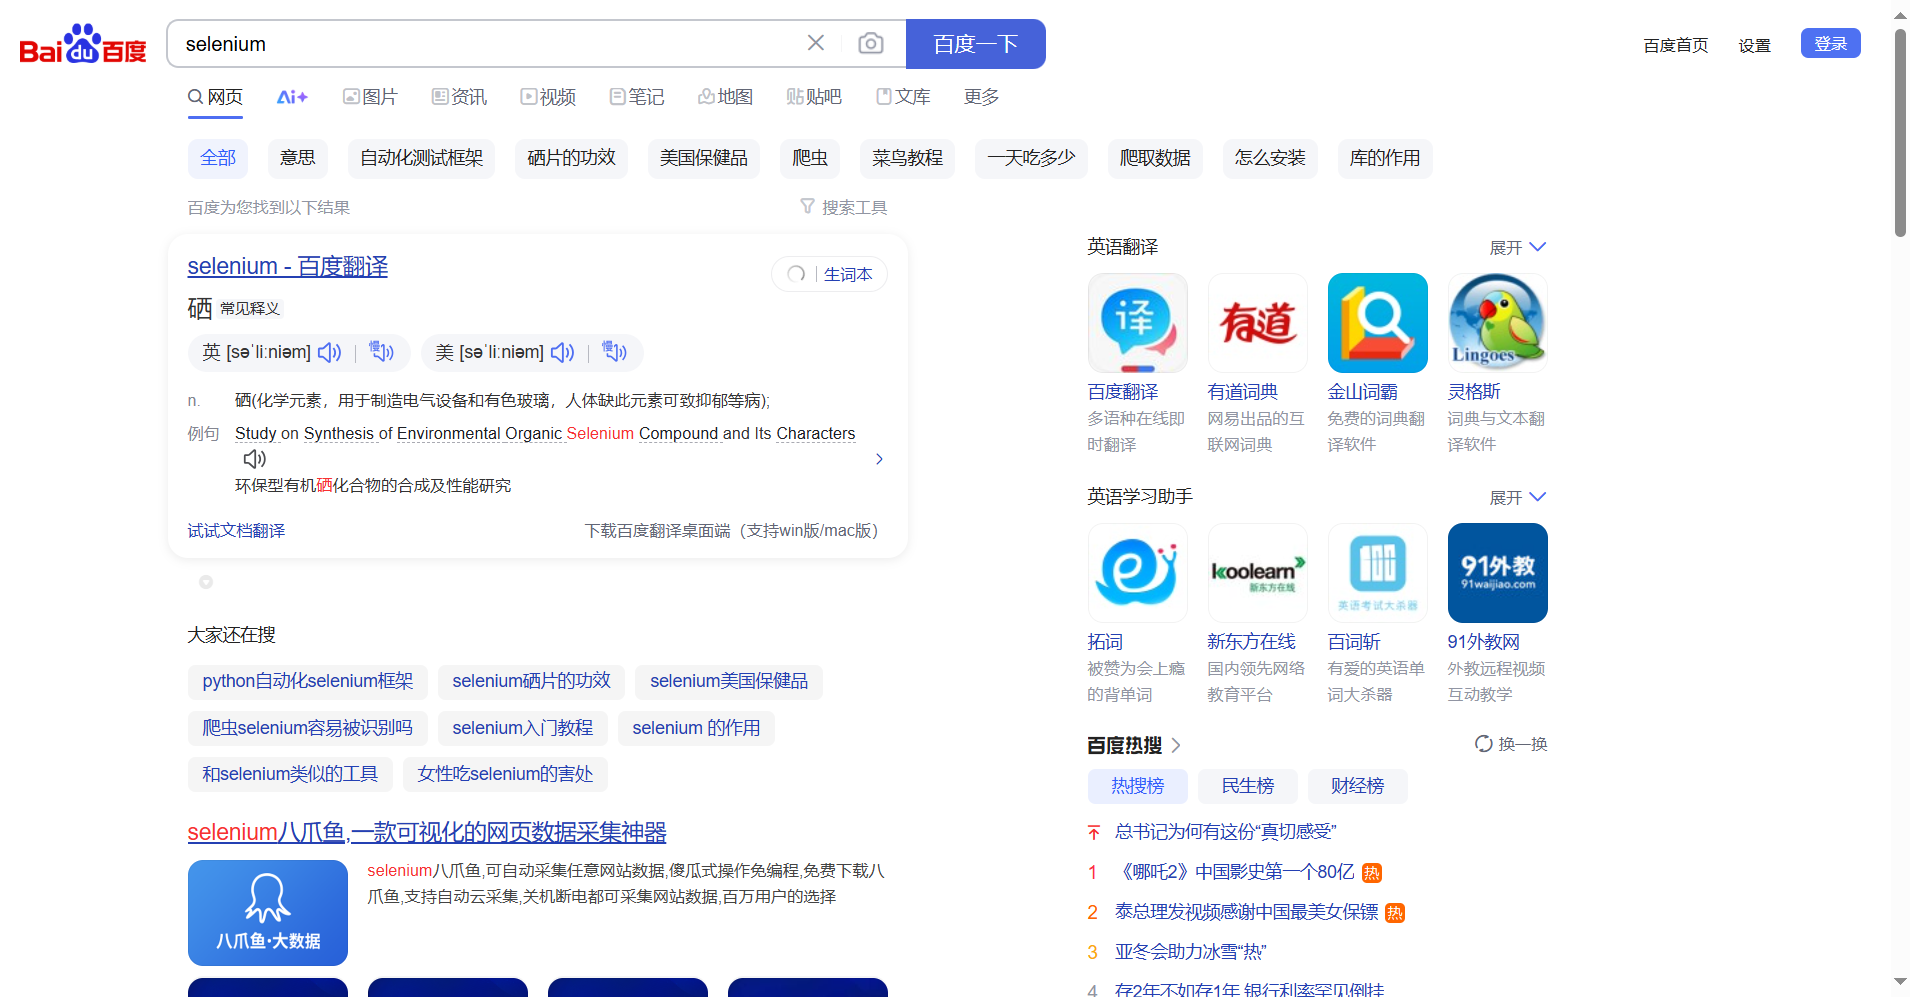 Bai du 百度
selenium
百度一下
百度首页 设置 登录
网页 Ai+ 图片 资讯 视频 笔记 地图 贴吧 文库 更多
全部 意思 自动化测试框架 硒片的功效 美国保健品 爬虫 菜鸟教程 一天吃多少 爬取数据 怎么安装 库的作用
百度为您找到以下结果 搜索工具
selenium - 百度翻译
生词本
硒 常见释义
英 [səˈliːniəm] 慢 美 [səˈliːniəm] 慢
n. 硒(化学元素，用于制造电气设备和有色玻璃，人体缺此元素可致抑郁等病);
例句 Study on Synthesis of Environmental Organic Selenium Compound and Its Characters
环保型有机硒化合物的合成及性能研究
试试文档翻译 下载百度翻译桌面端（支持win版/mac版）
大家还在搜
python自动化selenium框架 selenium硒片的功效 selenium美国保健品
爬虫selenium容易被识别吗 selenium入门教程 selenium 的作用
和selenium类似的工具 女性吃selenium的害处
selenium八爪鱼,一款可视化的网页数据采集神器
八爪鱼·大数据
selenium八爪鱼,可自动采集任意网站数据,傻瓜式操作免编程,免费下载八
爪鱼,支持自动云采集,关机断电都可采集网站数据,百万用户的选择
英语翻译 展开
译 有道 Lingoes
百度翻译 有道词典 金山词霸 灵格斯
多语种在线即 网易出品的互 免费的词典翻 词典与文本翻
时翻译 联网词典 译软件 译软件
英语学习助手 展开
koolearn 新东方在线 100 英语考试大杀器 91外教 91waijiao.com
拓词 新东方在线 百词斩 91外教网
被赞为会上瘾 国内领先网络 有爱的英语单 外教远程视频
的背单词 教育平台 词大杀器 互动教学
百度热搜 换一换
热搜榜 民生榜 财经榜
总书记为何有这份“真切感受”
1 《哪吒2》中国影史第一个80亿 热
2 泰总理发视频感谢中国最美女保镖 热
3 亚冬会助力冰雪“热”
4 存2年不如存1年 银行利率罕见倒挂